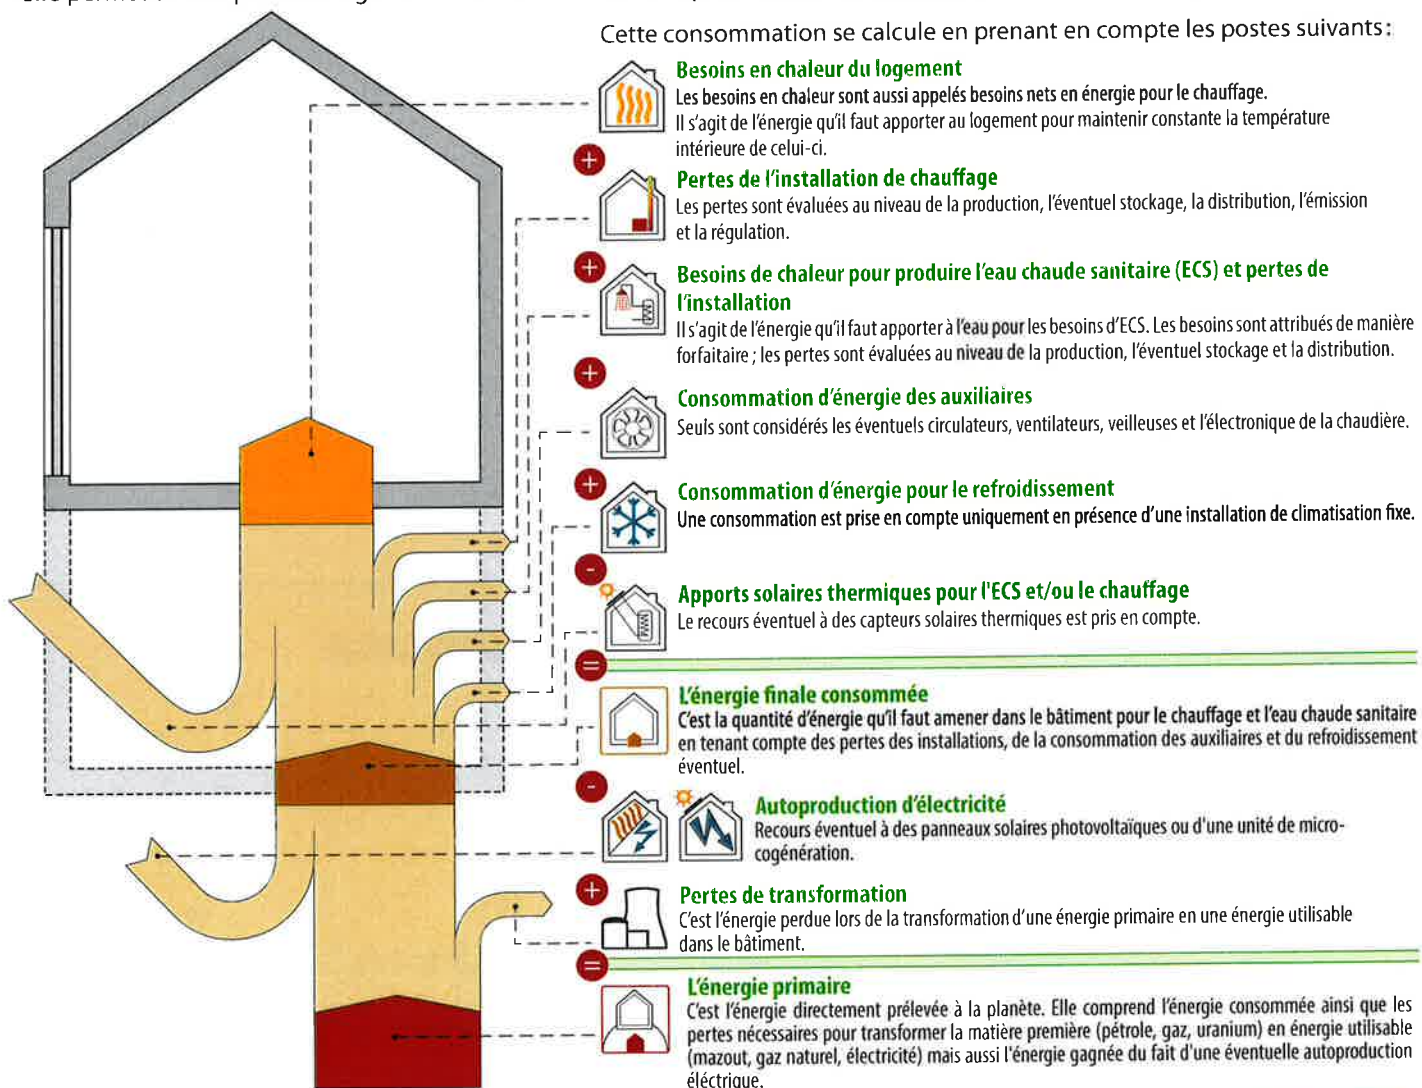 Cette consommation se calcule en prenant en compte les postes suivants :
Besoins en chaleur du logement
Les besoins en chaleur sont aussi appelés besoins nets en énergie pour le chauffage.
Il s'agit de l'énergie qu'il faut apporter au logement pour maintenir constante la température
intérieure de celui-ci.
+
Pertes de l'installation de chauffage
Les pertes sont évaluées au niveau de la production, l'éventuel stockage, la distribution, l'émission
et la régulation.
+
Besoins de chaleur pour produire l'eau chaude sanitaire (ECS) et pertes de
l'installation
Il s'agit de l'énergie qu'il faut apporter à l'eau pour les besoins d'ECS. Les besoins sont attribués de manière
forfaitaire ; les pertes sont évaluées au niveau de la production, l'éventuel stockage et la distribution.
+
Consommation d'énergie des auxiliaires
Seuls sont considérés les éventuels circulateurs, ventilateurs, veilleuses et l'électronique de la chaudière.
+
Consommation d'énergie pour le refroidissement
Une consommation est prise en compte uniquement en présence d'une installation de climatisation fixe.
-
Apports solaires thermiques pour l'ECS et/ou le chauffage
Le recours éventuel à des capteurs solaires thermiques est pris en compte.
=
L'énergie finale consommée
C'est la quantité d'énergie qu'il faut amener dans le bâtiment pour le chauffage et l'eau chaude sanitaire
en tenant compte des pertes des installations, de la consommation des auxiliaires et du refroidissement
éventuel.
-
Autoproduction d'électricité
Recours éventuel à des panneaux solaires photovoltaïques ou d'une unité de micro-
cogénération.
+
Pertes de transformation
C'est l'énergie perdue lors de la transformation d'une énergie primaire en une énergie utilisable
dans le bâtiment.
=
L'énergie primaire
C'est l'énergie directement prélevée à la planète. Elle comprend l'énergie consommée ainsi que les
pertes nécessaires pour transformer la matière première (pétrole, gaz, uranium) en énergie utilisable
(mazout, gaz naturel, électricité) mais aussi l'énergie gagnée du fait d'une éventuelle autoproduction
éléctrique.